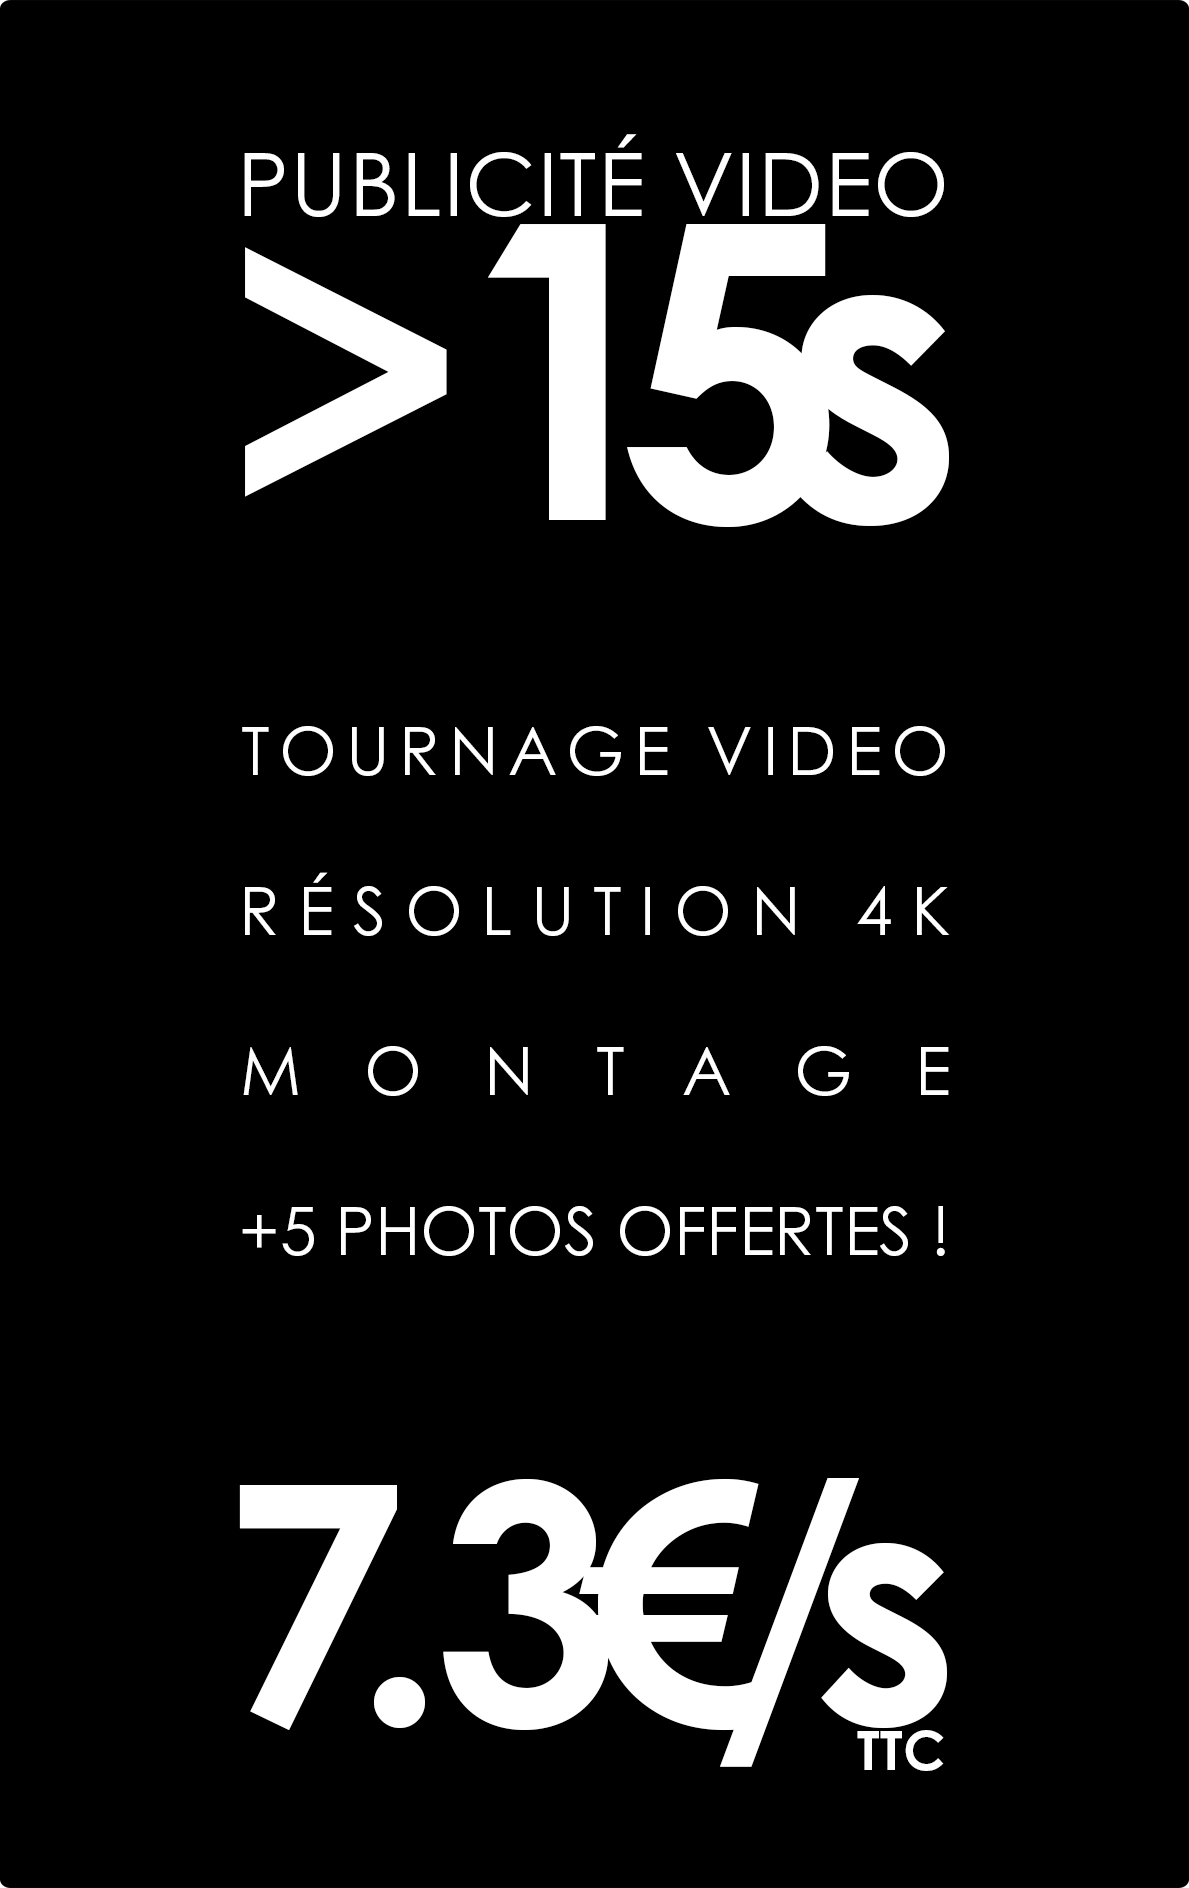 PUBLICITÉ VIDEO
>15s
TOURNAGE VIDEO
RÉSOLUTION 4K
MONTAGE
+5 PHOTOS OFFERTES !
7.3€/s
TTC